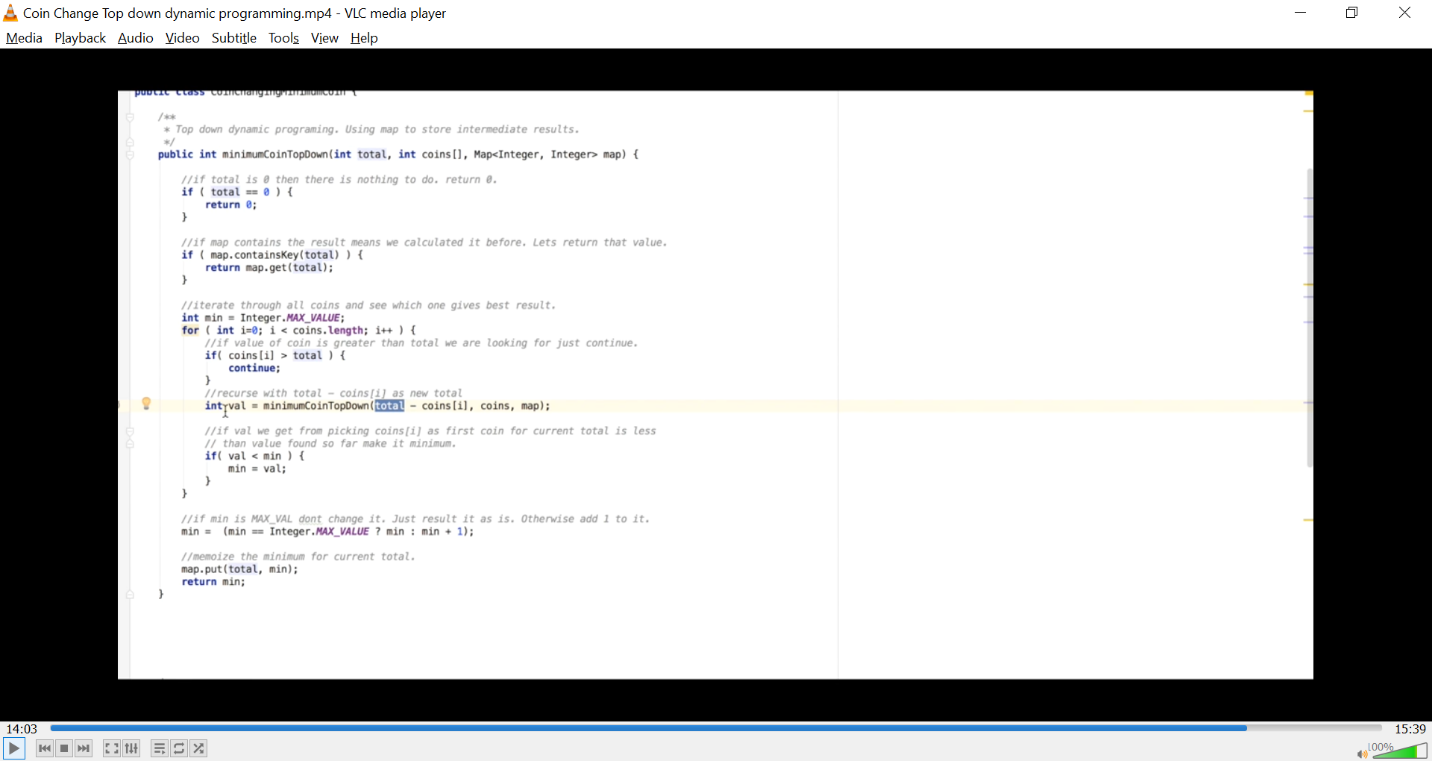 Coin Change Top down dynamic programming.mp4 - VLC media player
Media Playback Audio Video Subtitle Tools View Help
public class CoinChangingMinimumCoin {
/**
* Top down dynamic programing. Using map to store intermediate results.
*/
public int minimumCoinTopDown(int total, int coins[], Map<Integer, Integer> map) {
//if total is 0 then there is nothing to do. return 0.
if ( total == 0 ) {
return 0;
}
//if map contains the result means we calculated it before. Lets return that value.
if ( map.containsKey(total) ) {
return map.get(total);
}
//iterate through all coins and see which one gives best result.
int min = Integer.MAX_VALUE;
for ( int i=0; i < coins.length; i++ ) {
//if value of coin is greater than total we are looking for just continue.
if( coins[i] > total ) {
continue;
}
//recurse with total - coins[i] as new total
int val = minimumCoinTopDown(total - coins[i], coins, map);
//if val we get from picking coins[i] as first coin for current total is less
// than value found so far make it minimum.
if( val < min ) {
min = val;
}
}
//if min is MAX_VAL dont change it. Just result it as is. Otherwise add 1 to it.
min = (min == Integer.MAX_VALUE ? min : min + 1);
//memoize the minimum for current total.
map.put(total, min);
return min;
}
14:03 15:39
100%